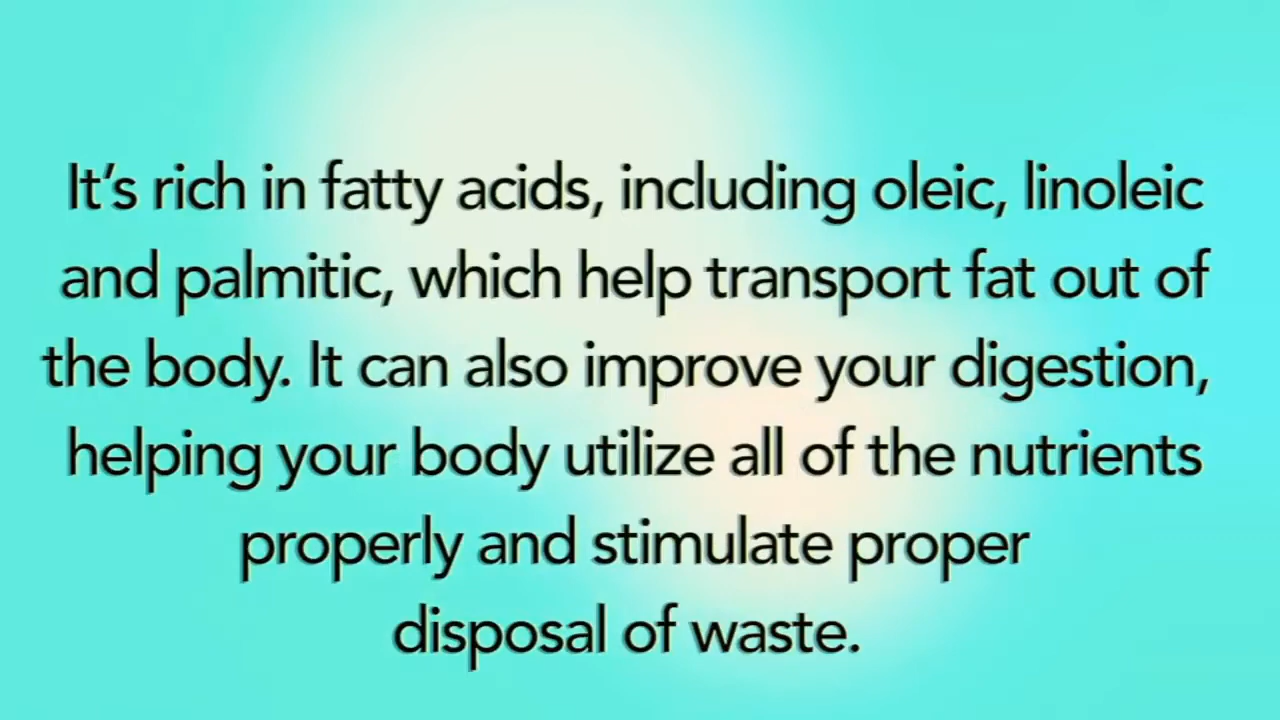 It’s rich in fatty acids, including oleic, linoleic
and palmitic, which help transport fat out of
the body. It can also improve your digestion,
helping your body utilize all of the nutrients
properly and stimulate proper
disposal of waste.